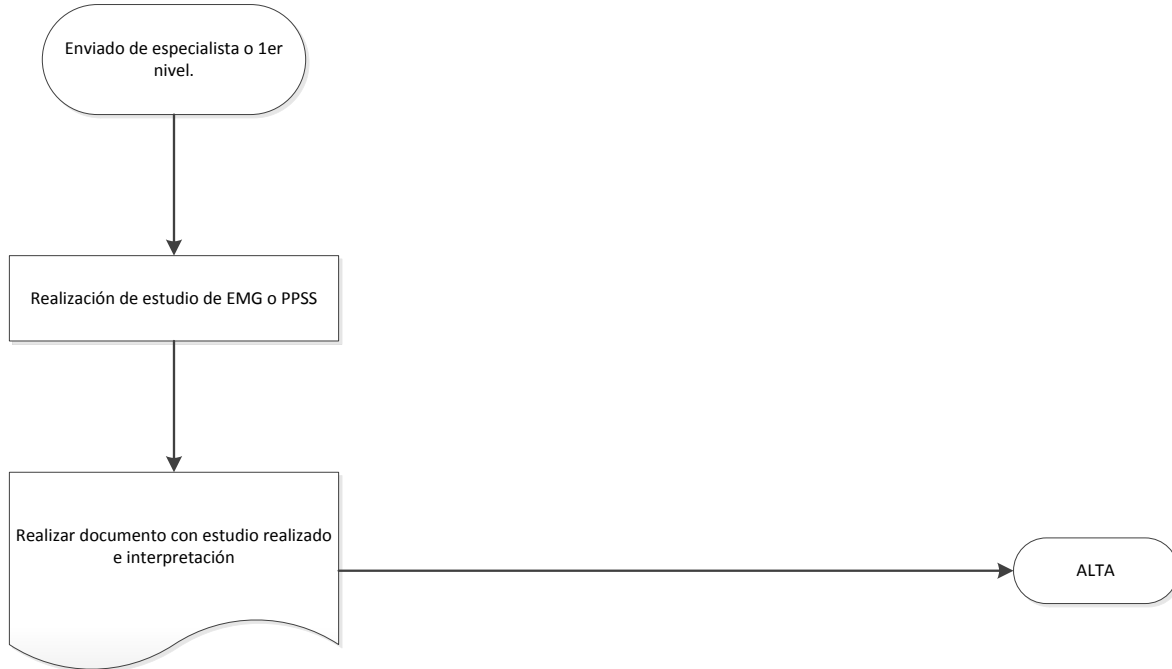 Enviado de especialista o 1er
nivel.
Realización de estudio de EMG o PPSS
Realizar documento con estudio realizado
e interpretación
ALTA